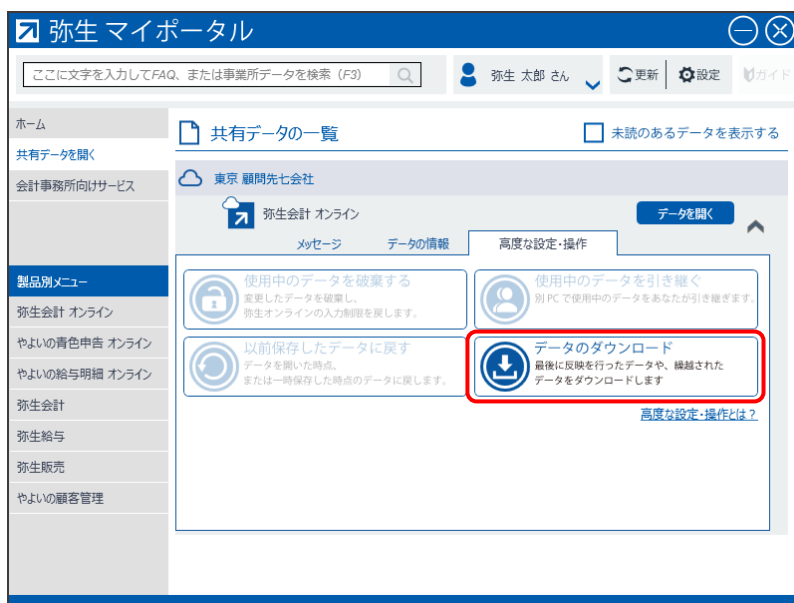 弥生 マイポータル
ここに文字を入力してFAQ、または事業所データを検索（F3）
弥生 太郎 さん
更新
設定
ガイド
ホーム
共有データを開く
会計事務所向けサービス
製品別メニュー
弥生会計 オンライン
やよいの青色申告 オンライン
やよいの給与明細 オンライン
弥生会計
弥生給与
弥生販売
やよいの顧客管理
共有データの一覧
未読のあるデータを表示する
東京 顧問先七会社
弥生会計 オンライン
データを開く
メッセージ
データの情報
高度な設定・操作
使用中のデータを破棄する
変更したデータを破棄し、
弥生オンラインの入力制限を戻します。
使用中のデータを引き継ぐ
別 PC で使用中のデータをあなたが引き継ぎます。
以前保存したデータに戻す
データを開いた時点、
または一時保存した時点のデータに戻します。
データのダウンロード
最後に反映を行ったデータや、繰越された
データをダウンロードします
高度な設定・操作とは？